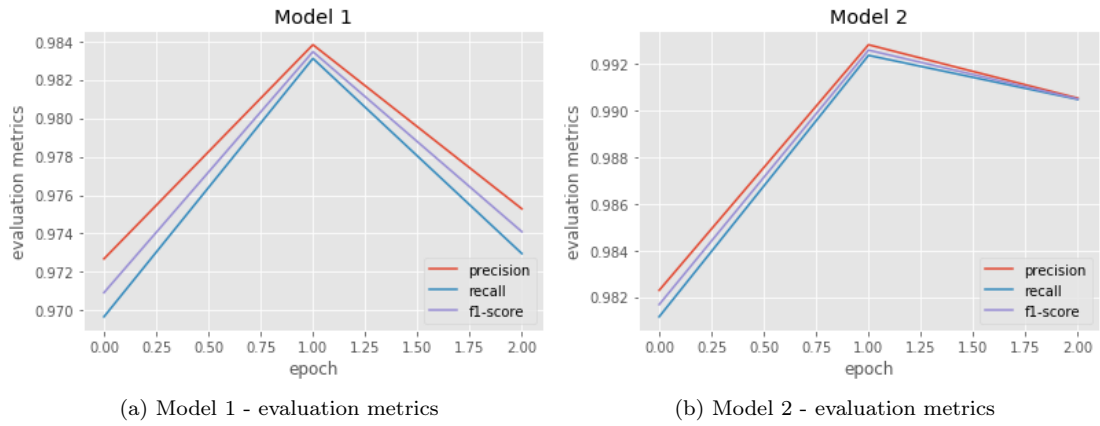 Model 1
0.984
0.982
0.980
0.978
0.976
0.974
0.972
0.970
evaluation metrics
precision
recall
f1-score
0.00 0.25 0.50 0.75 1.00 1.25 1.50 1.75 2.00
epoch
(a) Model 1 - evaluation metrics
Model 2
0.992
0.990
0.988
0.986
0.984
0.982
evaluation metrics
precision
recall
f1-score
0.00 0.25 0.50 0.75 1.00 1.25 1.50 1.75 2.00
epoch
(b) Model 2 - evaluation metrics